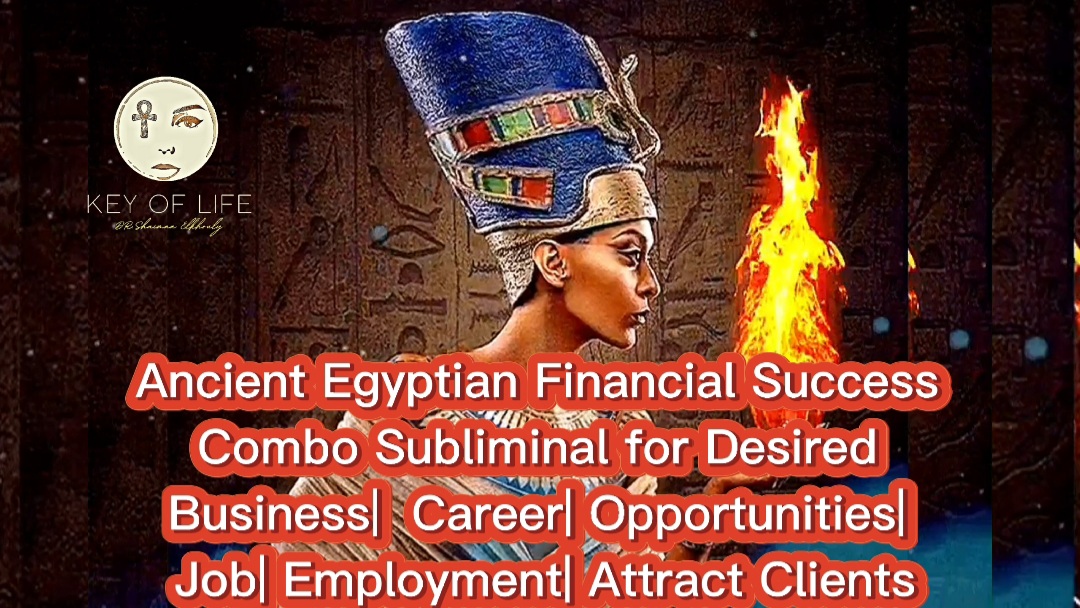 KEY OF LIFE
Ancient Egyptian Financial Success
Combo Subliminal for Desired
Business| Career| Opportunities|
Job| Employment| Attract Clients